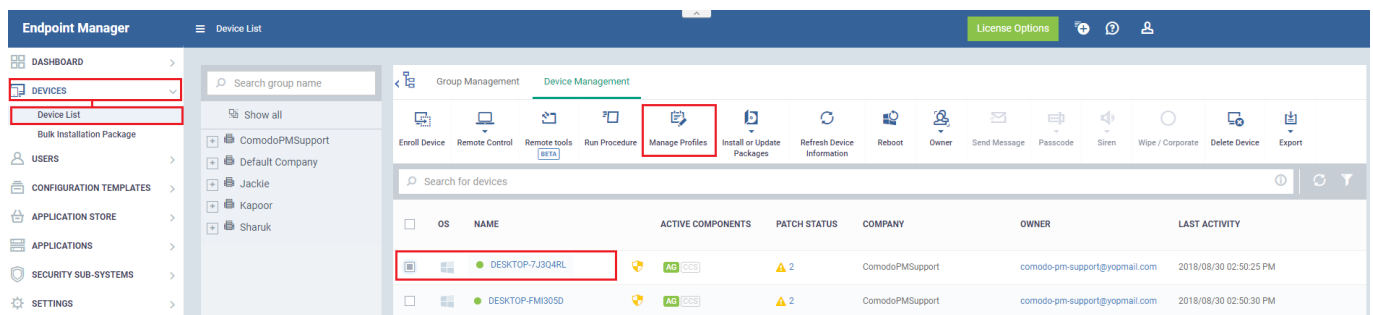 Endpoint Manager
Device List
License Options
DASHBOARD
DEVICES
Device List
Bulk Installation Package
USERS
CONFIGURATION TEMPLATES
APPLICATION STORE
APPLICATIONS
SECURITY SUB-SYSTEMS
SETTINGS
Search group name
Show all
ComodoPMSupport
Default Company
Jackie
Kapoor
Sharuk
Group Management Device Management
Enroll Device Remote Control Remote tools BETA Run Procedure Manage Profiles Install or Update Packages Refresh Device Information Reboot Owner Send Message Passcode Siren Wipe / Corporate Delete Device Export
Search for devices
OS NAME ACTIVE COMPONENTS PATCH STATUS COMPANY OWNER LAST ACTIVITY
DESKTOP-7J3Q4RL AG CCS 2 ComodoPMSupport comodo-pm-support@yopmail.com 2018/08/30 02:50:25 PM
DESKTOP-FMI305D AG CCS 2 ComodoPMSupport comodo-pm-support@yopmail.com 2018/08/30 02:50:30 PM